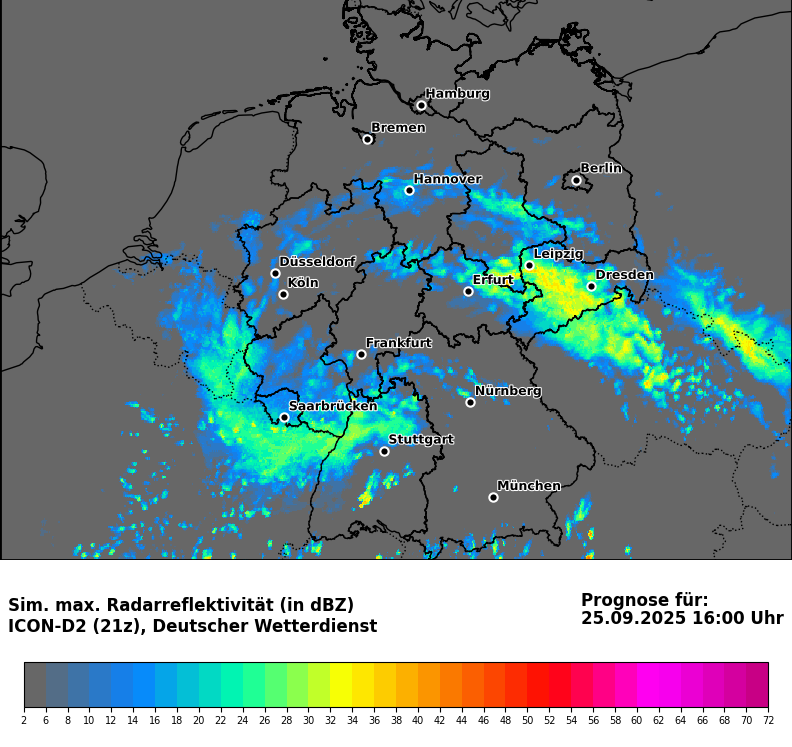 Hamburg
Bremen
Berlin
Hannover
Leipzig
Düsseldorf
Dresden
Köln
Erfurt
Frankfurt
Nürnberg
Saarbrücken
Stuttgart
München
Sim. max. Radarreflektivität (in dBZ)
ICON-D2 (21z), Deutscher Wetterdienst
Prognose für:
25.09.2025 16:00 Uhr
2 6 8 10 12 14 16 18 20 22 24 26 28 30 32 34 36 38 40 42 44 46 48 50 52 54 56 58 60 62 64 66 68 70 72